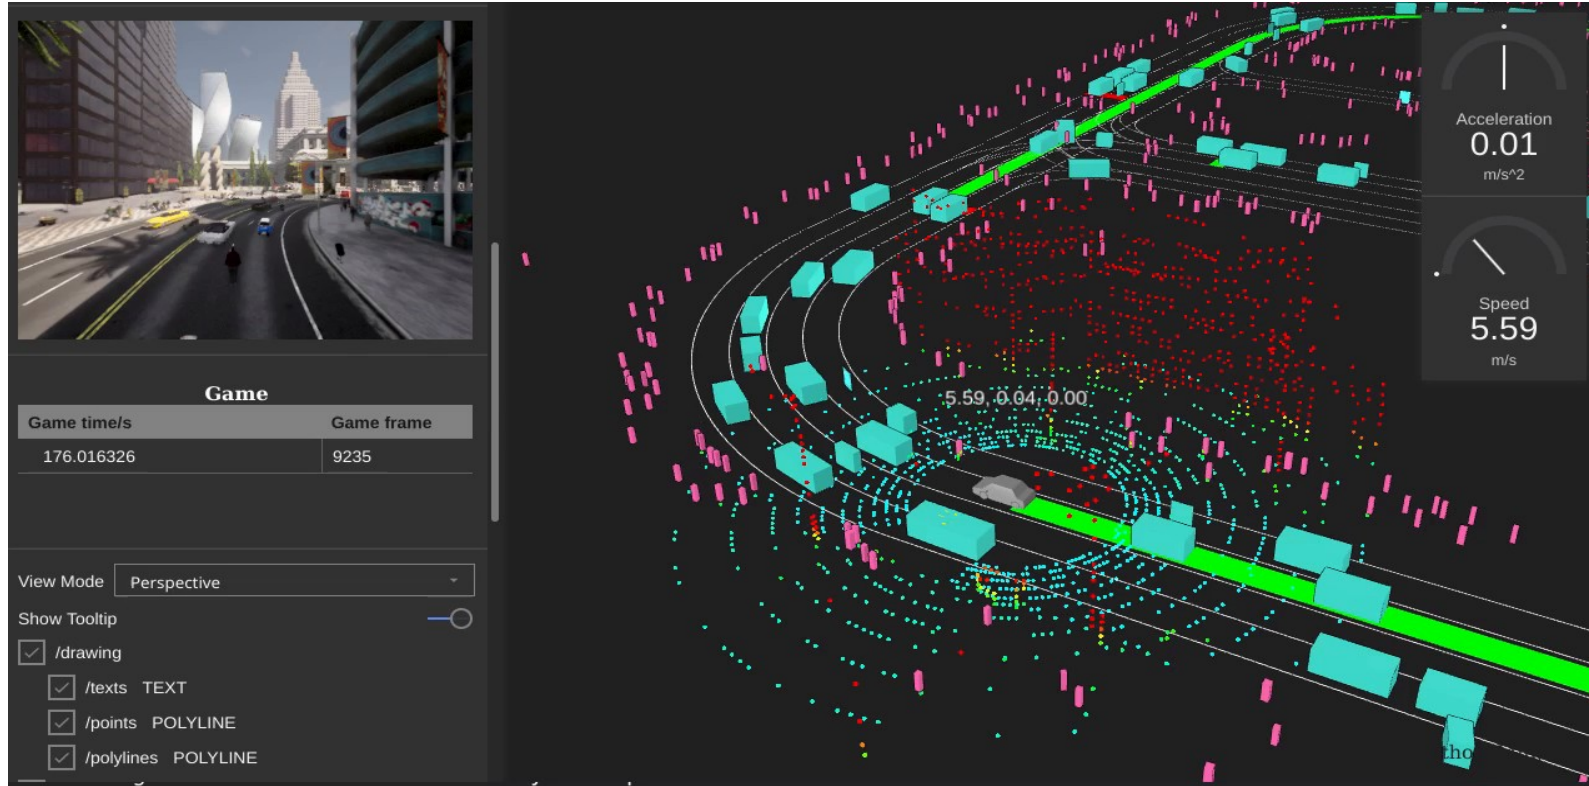 Game
Game time/s Game frame
176.016326 9235
View Mode Perspective
Show Tooltip
/drawing
/texts TEXT
/points POLYLINE
/polylines POLYLINE
5.59, 0.04, 0.00
Acceleration
0.01
m/s^2
Speed
5.59
m/s
tho